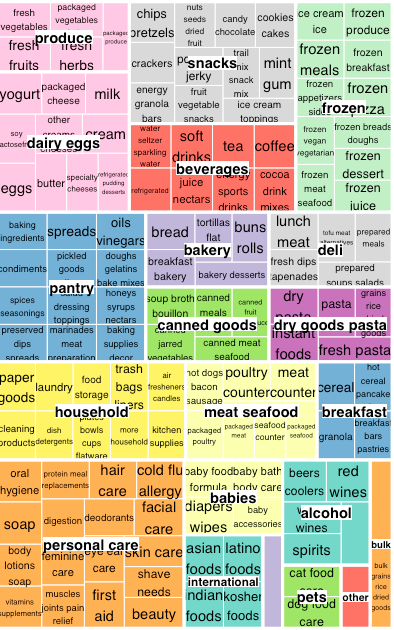 fresh vegetables
packaged vegetables
packaged produce
fresh fruits
fresh herbs
produce
yogurt
packaged cheese
milk
soy
other
cream
eggs
butter
specialty cheeses
refrigerated pudding desserts
dairy eggs
chips pretzels
nuts seeds dried fruit
candy chocolate
cookies cakes
crackers
jerky
trail mix snack mix
mint gum
energy granola bars
fruit vegetable snacks
ice cream toppings
snacks
water seltzer sparkling water
soft drinks
tea
coffee
refrigerated
juice nectars
energy sports drinks
cocoa drink mixes
beverages
ice cream ice
frozen produce
frozen meals
frozen breakfast
frozen appetizers
frozen vegan vegetarian
frozen breads doughs
frozen dessert
frozen meat seafood
frozen juice
frozen
baking ingredients
spreads
oils vinegars
condiments
pickled goods
doughs gelatins bake mixes
spices seasonings
dressing toppings
honeys syrups nectars
preserved dips spreads
marinades meat preparation
baking supplies decor
pantry
bread
tortillas flat
buns rolls
breakfast bakery
bakery desserts
bakery
lunch meat
tofu meat alternatives
prepared meals
fresh dips tapenades
prepared soups salads
deli
soup broth bouillon
canned meals
canned fruit
jarred vegetables
canned meat seafood
canned goods
dry pasta
pasta
grains rice dried
instant foods
fresh pasta
dry goods pasta
paper goods
laundry
food storage
trash bags liners
air fresheners candles
cleaning products
dish detergents
bowls cups flatware
more household
kitchen supplies
household
hot dogs bacon sausage
poultry counter
meat counter
packaged poultry
packaged meat
seafood counter
packaged seafood
meat seafood
cereal
hot cereal pancake
granola
breakfast bars pastries
breakfast
oral hygiene
protein meal replacements
hair care
cold flu allergy
soap
digestion
deodorants
facial care
body lotions soap
feminine care
eye ear care
skin care
vitamins supplements
muscles joints pain relief
first aid
shave needs
beauty
personal care
baby food formula
baby bath body care
diapers wipes
baby accessories
babies
asian foods
latino foods
indian foods
kosher foods
international
beers coolers
red wines
wines
spirits
alcohol
cat food care
dog food care
pets
other
bulk
bulk grains rice dried goods